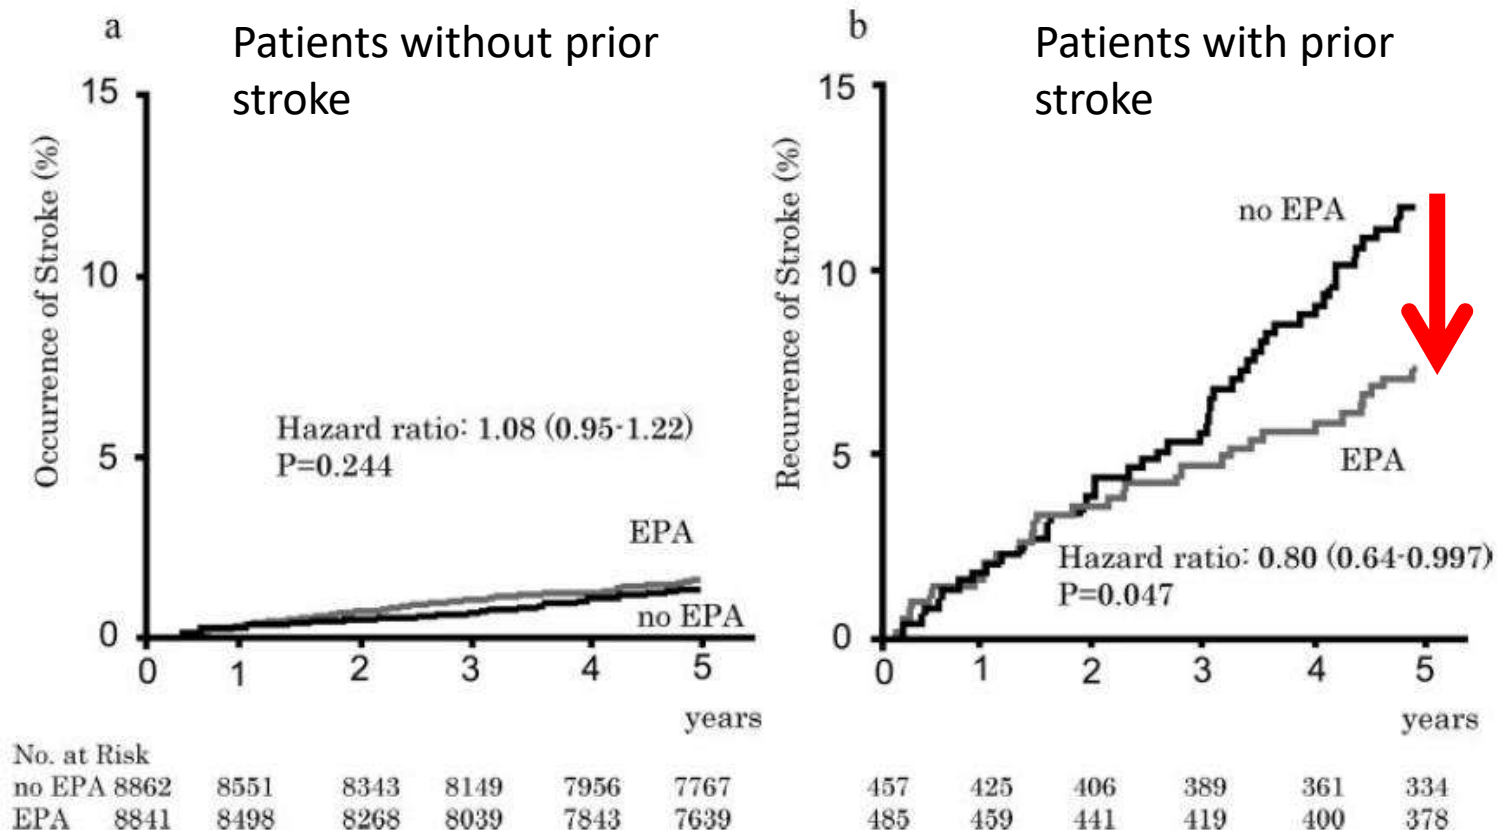 a
Patients without prior
stroke
15
10
5
0
Occurrence of Stroke (%)
Hazard ratio: 1.08 (0.95-1.22)
P=0.244
EPA
no EPA
0 1 2 3 4 5
years
b
Patients with prior
stroke
15
10
5
0
Recurrence of Stroke (%)
no EPA
EPA
Hazard ratio: 0.80 (0.64-0.997)
P=0.047
0 1 2 3 4 5
years
No. at Risk
no EPA 8862 8551 8343 8149 7956 7767 457 425 406 389 361 334
EPA 8841 8498 8268 8039 7843 7639 485 459 441 419 400 378